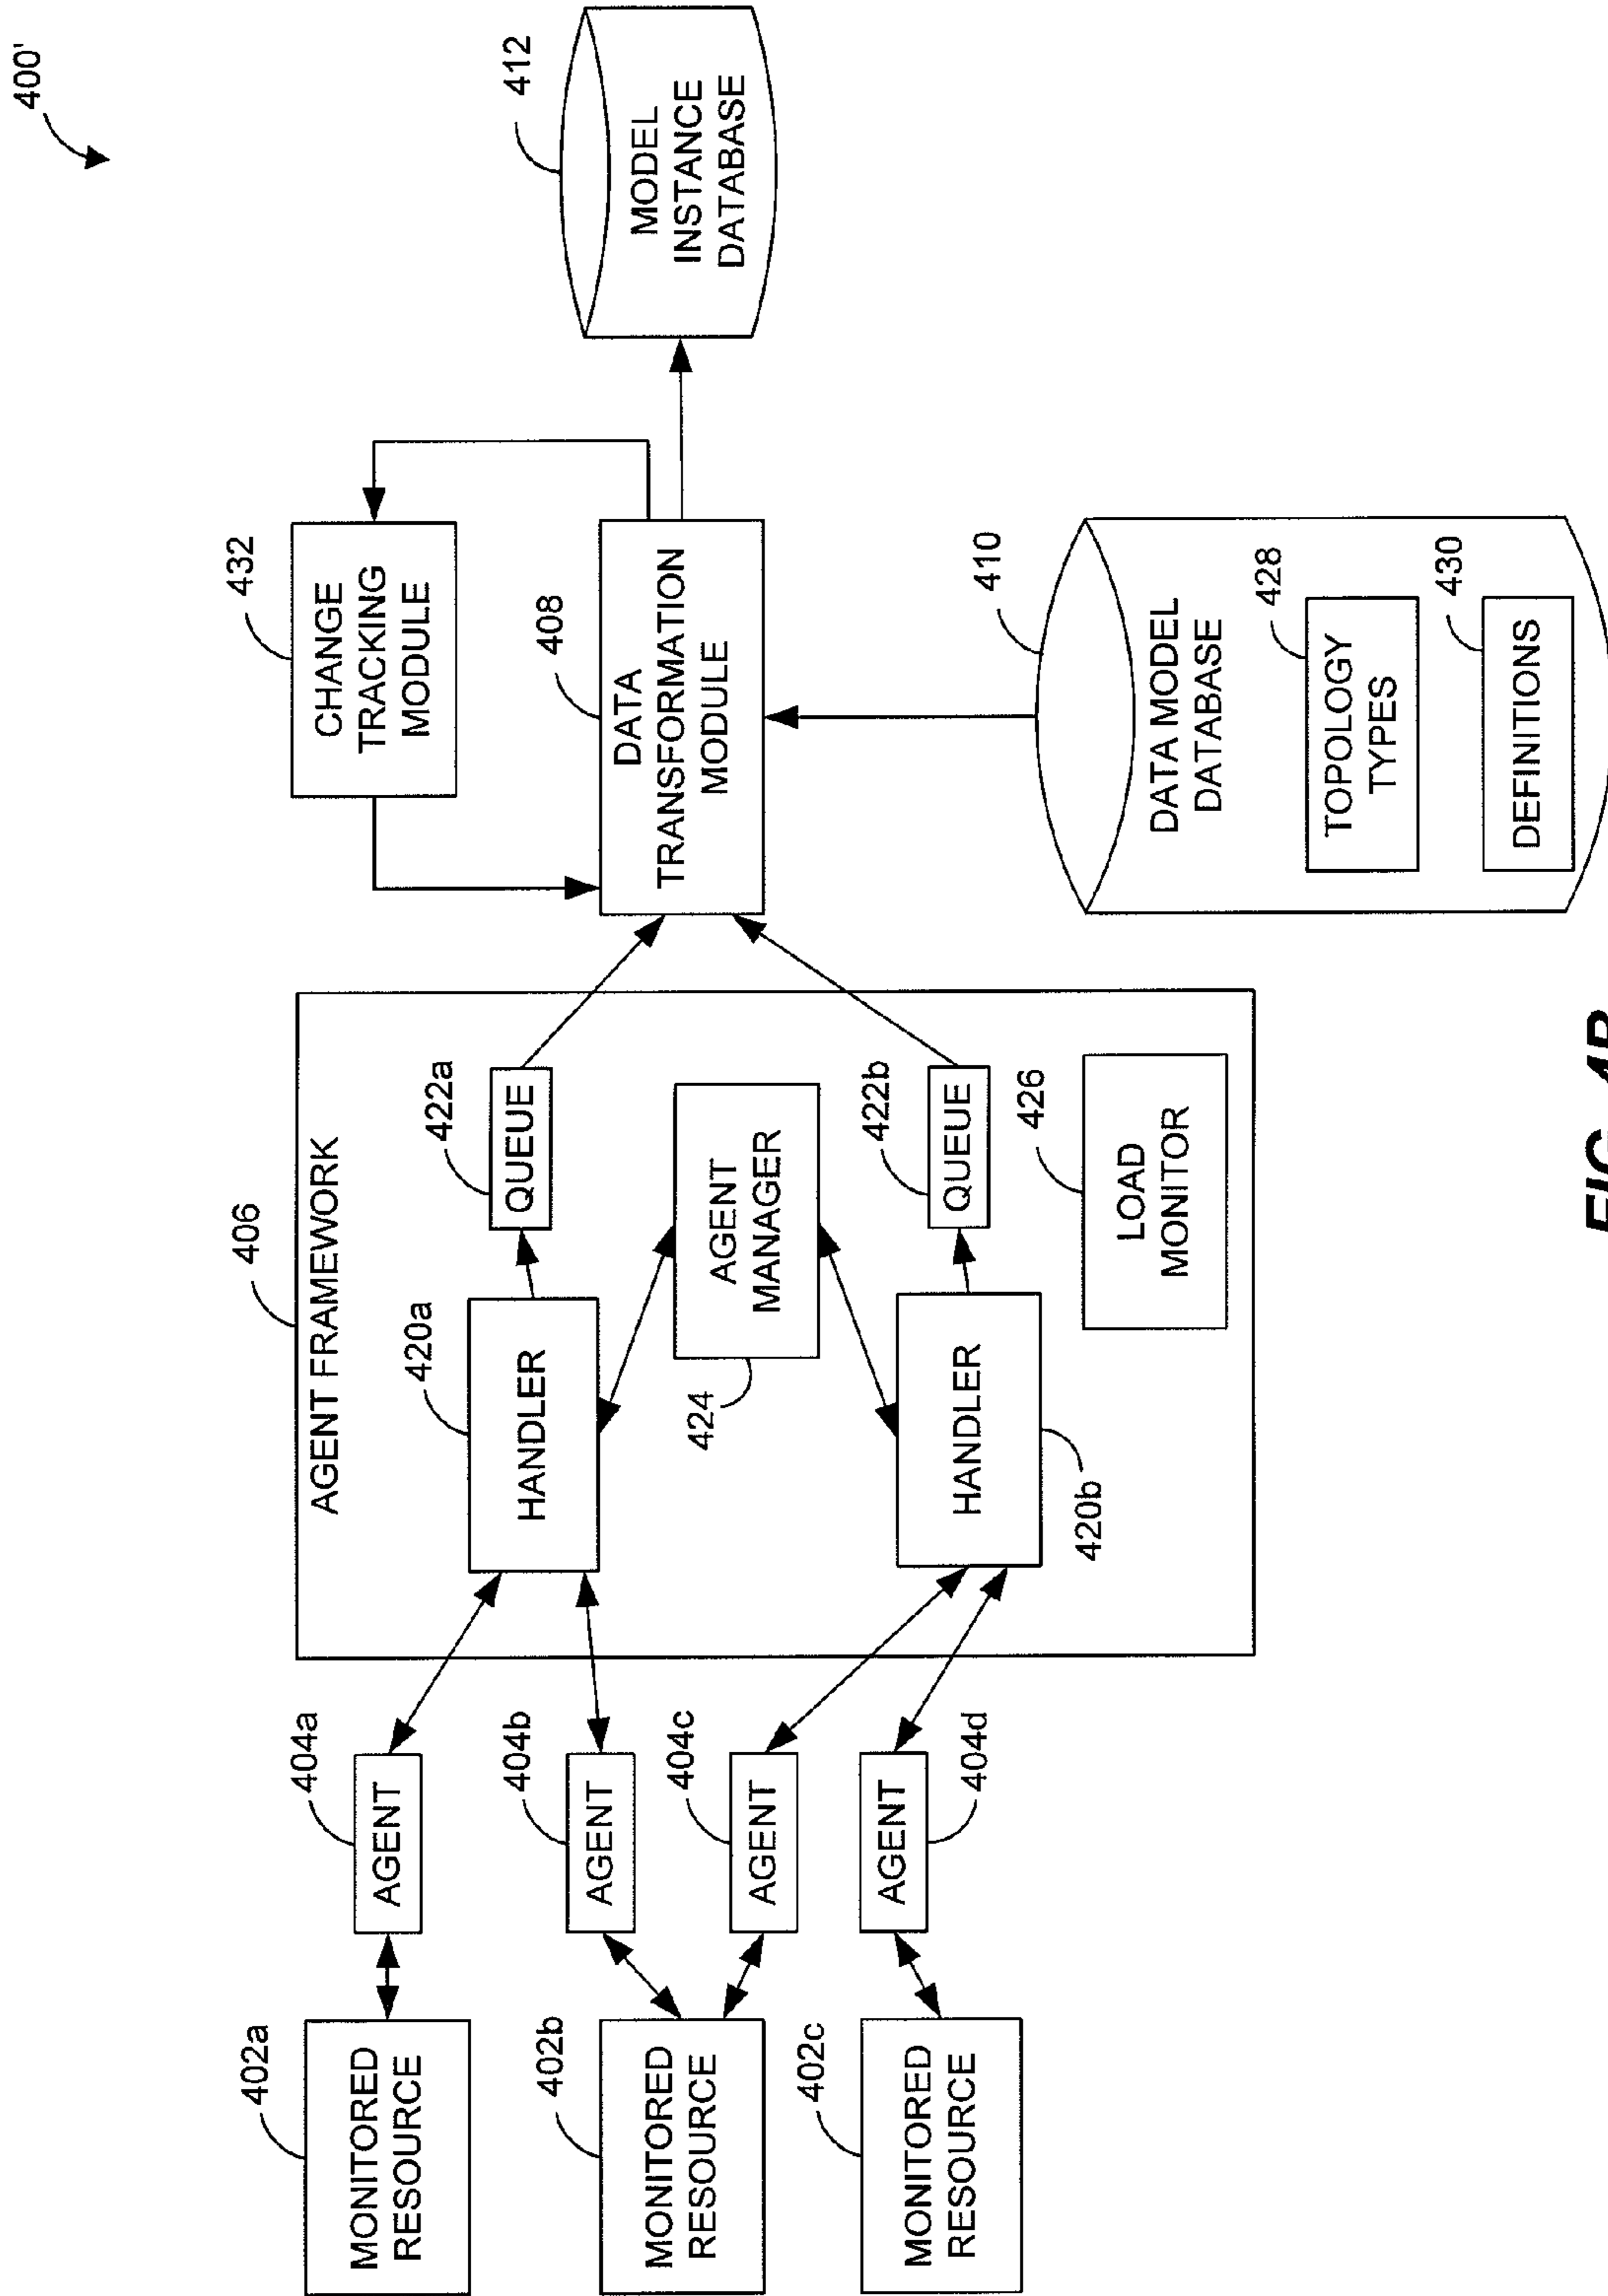 400'
402a
MONITORED
RESOURCE
402b
MONITORED
RESOURCE
402c
MONITORED
RESOURCE
404a
AGENT
404b
AGENT
404c
AGENT
AGENT
404d
406
AGENT FRAMEWORK
420a
HANDLER
422a
QUEUE
AGENT
MANAGER
424
422b
QUEUE
HANDLER
420b
426
LOAD
MONITOR
432
CHANGE
TRACKING
MODULE
408
DATA
TRANSFORMATION
MODULE
410
DATA MODEL
DATABASE
428
TOPOLOGY
TYPES
430
DEFINITIONS
412
MODEL
INSTANCE
DATABASE
FIG. 4B